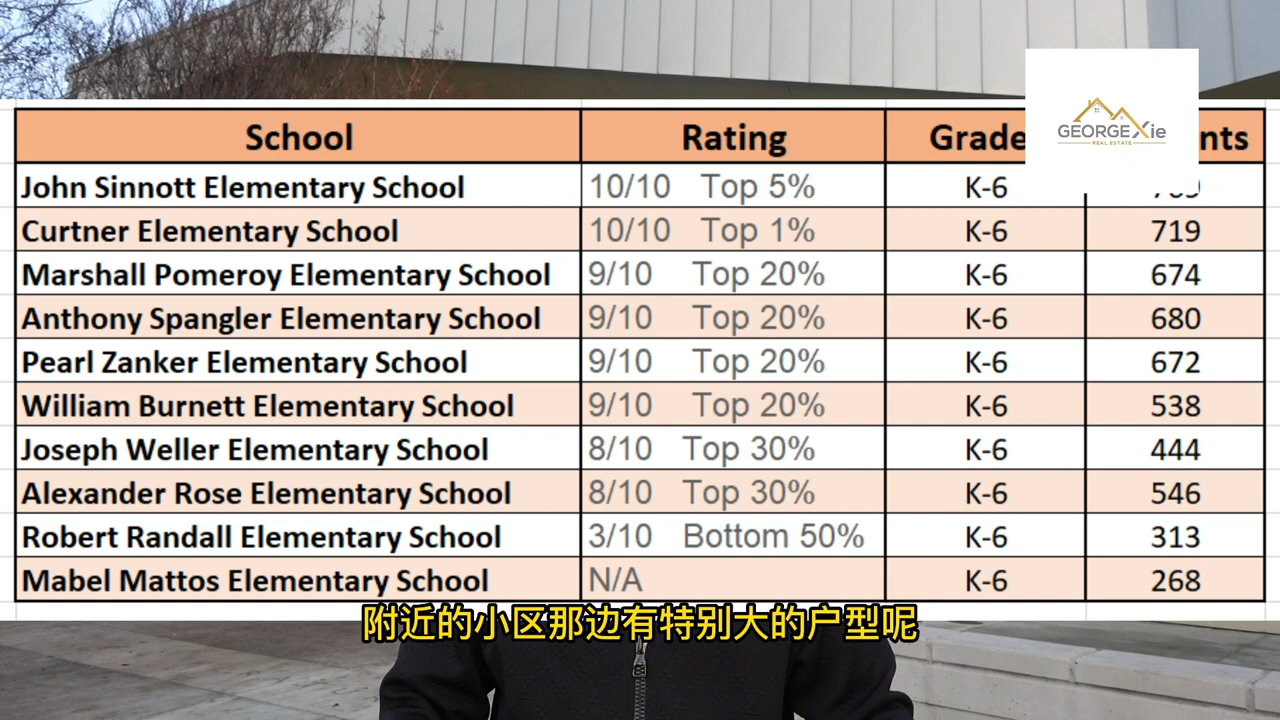 GEORGE Xie
REAL ESTATE
School Rating Grade nts
John Sinnott Elementary School 10/10 Top 5% K-6
Curtner Elementary School 10/10 Top 1% K-6 719
Marshall Pomeroy Elementary School 9/10 Top 20% K-6 674
Anthony Spangler Elementary School 9/10 Top 20% K-6 680
Pearl Zanker Elementary School 9/10 Top 20% K-6 672
William Burnett Elementary School 9/10 Top 20% K-6 538
Joseph Weller Elementary School 8/10 Top 30% K-6 444
Alexander Rose Elementary School 8/10 Top 30% K-6 546
Robert Randall Elementary School 3/10 Bottom 50% K-6 313
Mabel Mattos Elementary School N/A K-6 268
附近的小区那边有特别大的户型呢